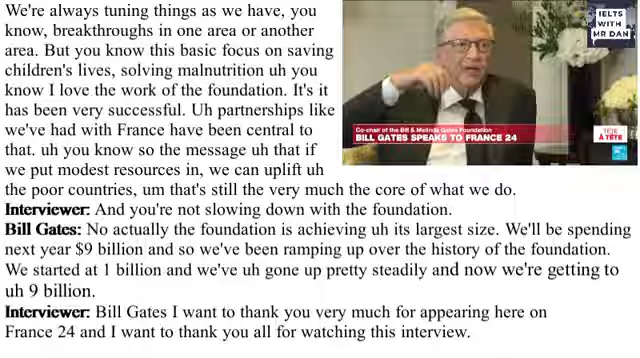 We're always tuning things as we have, you
know, breakthroughs in one area or another
area. But you know this basic focus on saving
children's lives, solving malnutrition uh you
know I love the work of the foundation. It's it
has been very successful. Uh partnerships like
we've had with France have been central to
that. uh you know so the message uh that if
we put modest resources in, we can uplift uh
the poor countries, um that's still the very much the core of what we do.
Interviewer: And you're not slowing down with the foundation.
Bill Gates: No actually the foundation is achieving uh its largest size. We'll be spending
next year $9 billion and so we've been ramping up over the history of the foundation.
We started at 1 billion and we've uh gone up pretty steadily and now we're getting to
uh 9 billion.
Interviewer: Bill Gates I want to thank you very much for appearing here on
France 24 and I want to thank you all for watching this interview.
IELTS
WITH
MR DAN
Co-chair of the Bill & Melinda Gates Foundation
BILL GATES SPEAKS TO FRANCE 24
TÊTE
À TÊTE